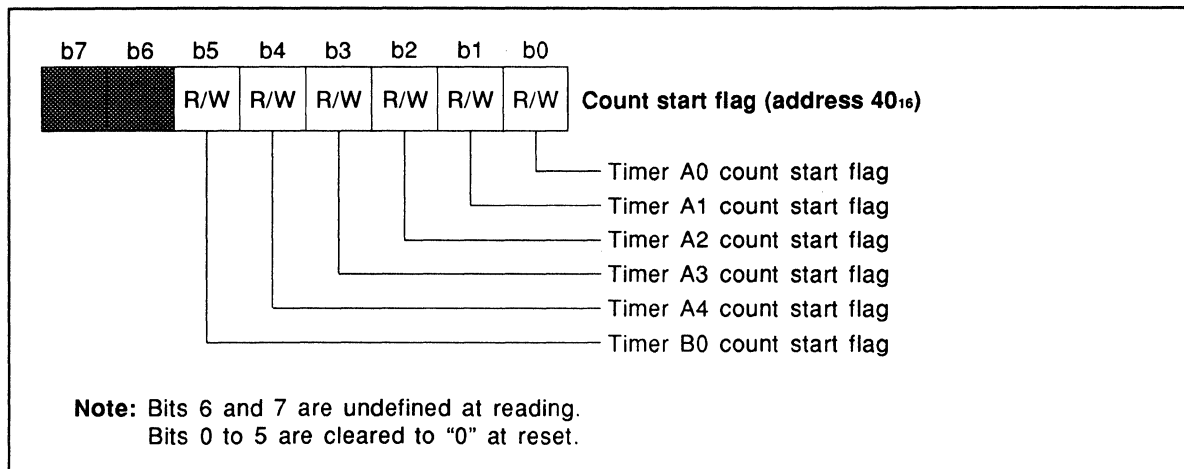 b7 b6 b5 b4 b3 b2 b1 b0
R/W R/W R/W R/W R/W R/W Count start flag (address 40₁₆)
Timer A0 count start flag
Timer A1 count start flag
Timer A2 count start flag
Timer A3 count start flag
Timer A4 count start flag
Timer B0 count start flag
Note: Bits 6 and 7 are undefined at reading.
Bits 0 to 5 are cleared to “0” at reset.